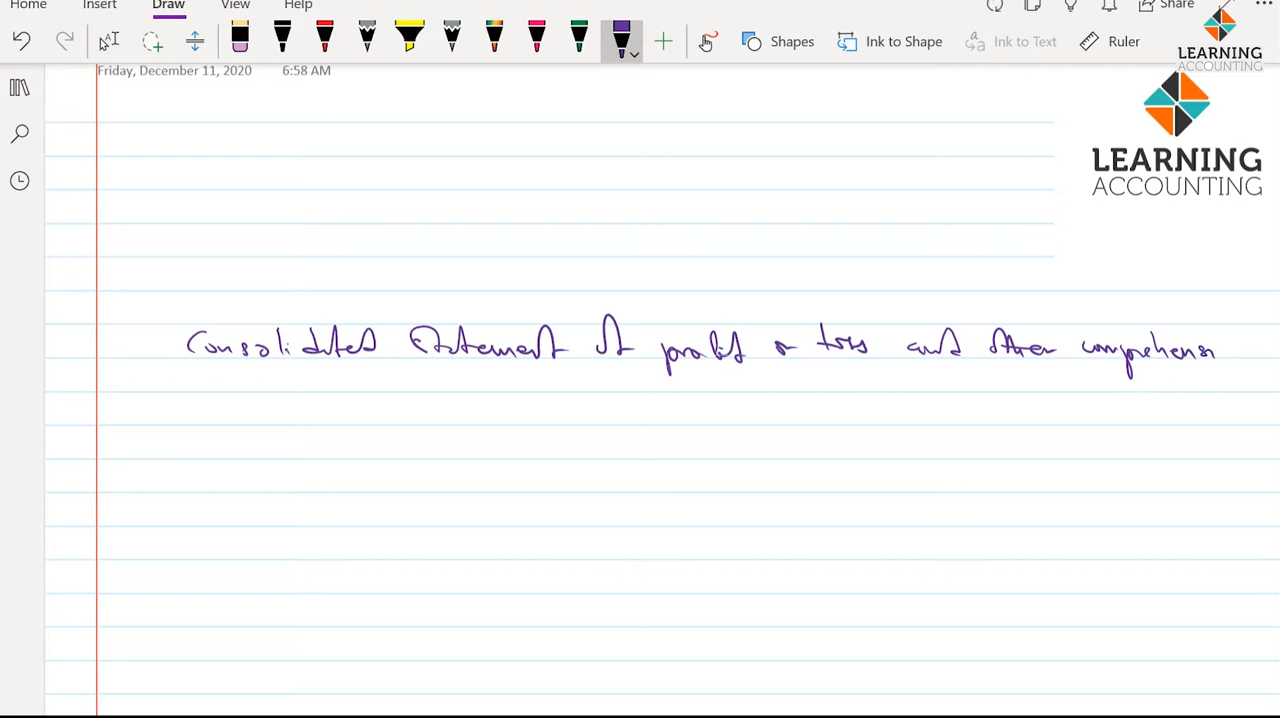 Home Insert Draw View Help Share
Ink to Text
Shapes Ink to Shape Ruler
LEARNING
ACCOUNTING
Friday, December 11, 2020 6:58 AM
LEARNING
ACCOUNTING
Consolidated Statement of profit or loss and other comprehens